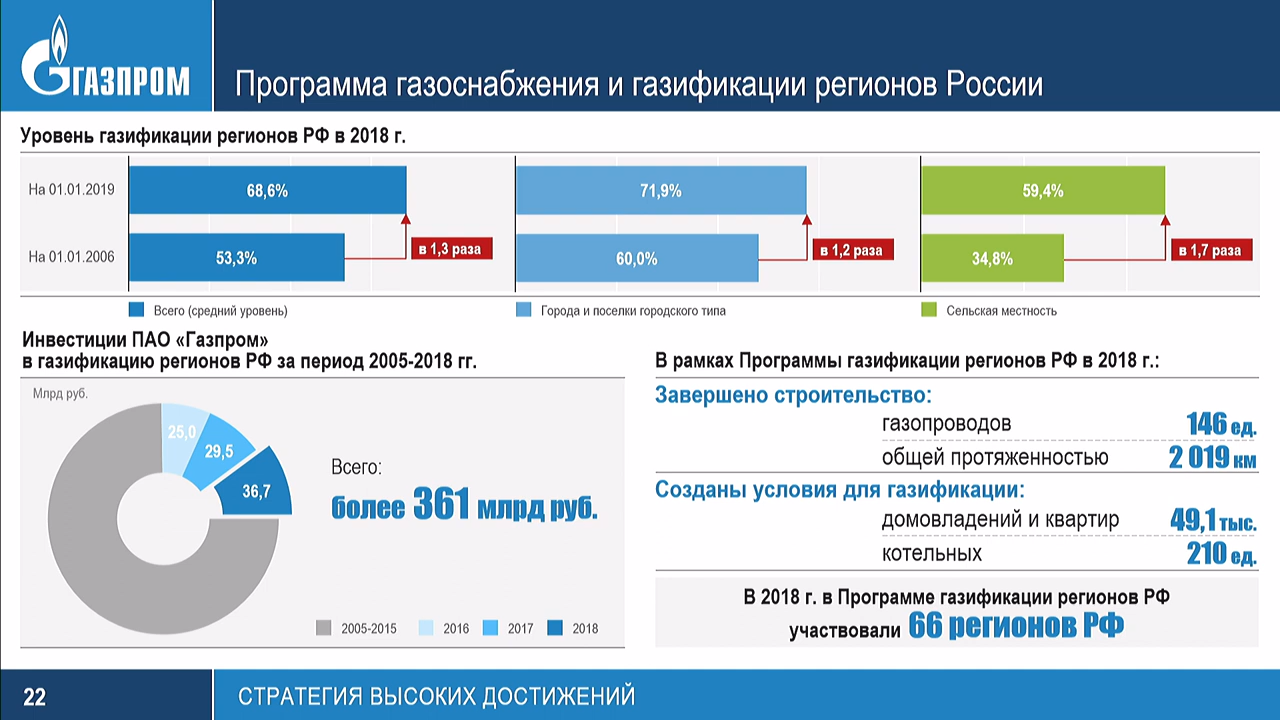 ГАЗПРОМ
Программа газоснабжения и газификации регионов России
Уровень газификации регионов РФ в 2018 г.
На 01.01.2019
68,6%
71,9%
59,4%
На 01.01.2006
53,3%
в 1,3 раза
60,0%
в 1,2 раза
34,8%
в 1,7 раза
Всего (средний уровень)
Города и поселки городского типа
Сельская местность
Инвестиции ПАО «Газпром»
в газификацию регионов РФ за период 2005-2018 гг.
Млрд руб.
25,0
29,5
36,7
Всего:
более 361 млрд руб.
2005-2015
2016
2017
2018
В рамках Программы газификации регионов РФ в 2018 г.:
Завершено строительство:
газопроводов 146 ед.
общей протяженностью 2 019 км
Созданы условия для газификации:
домовладений и квартир 49,1 тыс.
котельных 210 ед.
В 2018 г. в Программе газификации регионов РФ
участвовали 66 регионов РФ
22
СТРАТЕГИЯ ВЫСОКИХ ДОСТИЖЕНИЙ